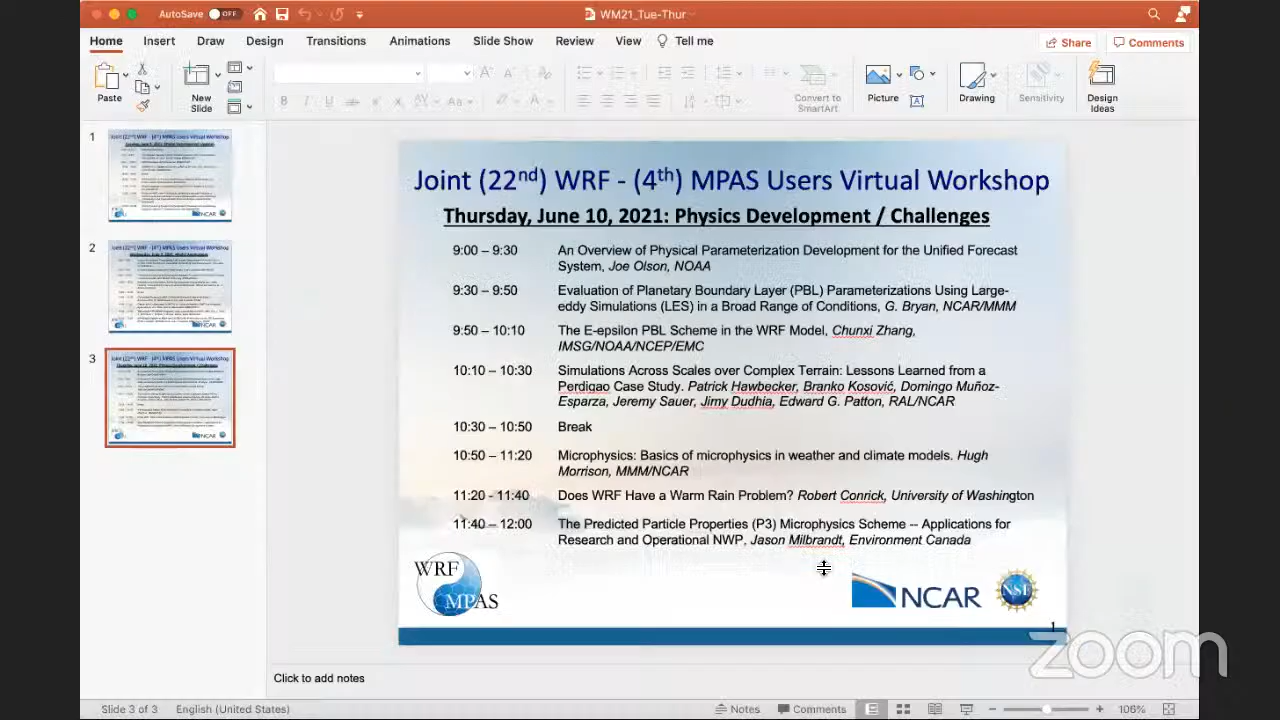 AutoSave OFF WM21_Tue-Thur
Home Insert Draw Design Transitions Animations Slide Show Review View Tell me Share Comments
Paste New Slide Convert to SmartArt Picture Drawing Sensitivity Design Ideas
1
2
3
Joint (22nd) WRF - (4th) MPAS Users Virtual Workshop
Thursday, June 10, 2021: Physics Development / Challenges
9:00 – 9:30 of Physical Parameterization Development Unified Forecast
System, Joe Olson, NOAA
9:30 – 9:50 Evaluation of Planetary Boundary Layer (PBL) Parameterizations Using Large-
(LES) in a Broad Range of Bryan, NCAR/MMM
9:50 – 10:10 The E-epsilon PBL Scheme in the WRF Model, Chunxi Zhang,
IMSG/NOAA/NCEP/EMC
10:10 – 10:30 Simulations Across Scales over Complex Terrain: Lessons Learned from a
Perdigao Case Study. Patrick Hawbecker, Branko Kosovic, Domingo Muñoz-
Esparza, Jeremy Sauer, Jimy Dudhia, Edward G. Patton, RAL/NCAR
10:30 – 10:50 Break
10:50 – 11:20 Microphysics: Basics of microphysics in weather and climate models. Hugh
Morrison, MMM/NCAR
11:20 - 11:40 Does WRF Have a Warm Rain Problem? Robert Conrick, University of Washington
11:40 – 12:00 The Predicted Particle Properties (P3) Microphysics Scheme -- Applications for
Research and Operational NWP, Jason Milbrandt, Environment Canada
WRF
MPAS
NCAR NSF
1
zoom
Click to add notes
Slide 3 of 3 English (United States) Notes Comments 106%